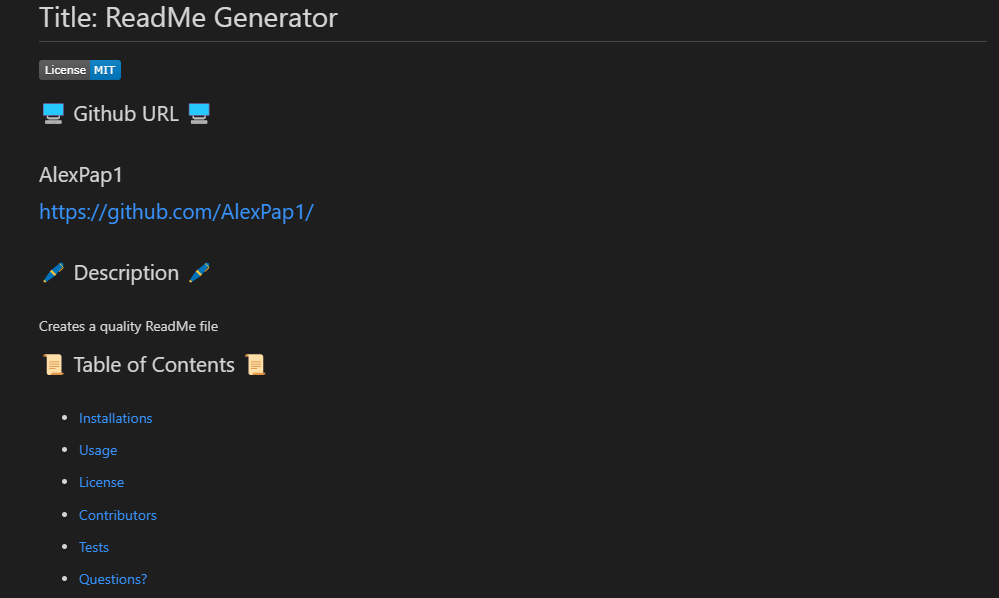 Title: ReadMe Generator
License MIT
Github URL
AlexPap1
https://github.com/AlexPap1/
Description
Creates a quality ReadMe file
Table of Contents
Installations
Usage
License
Contributors
Tests
Questions?